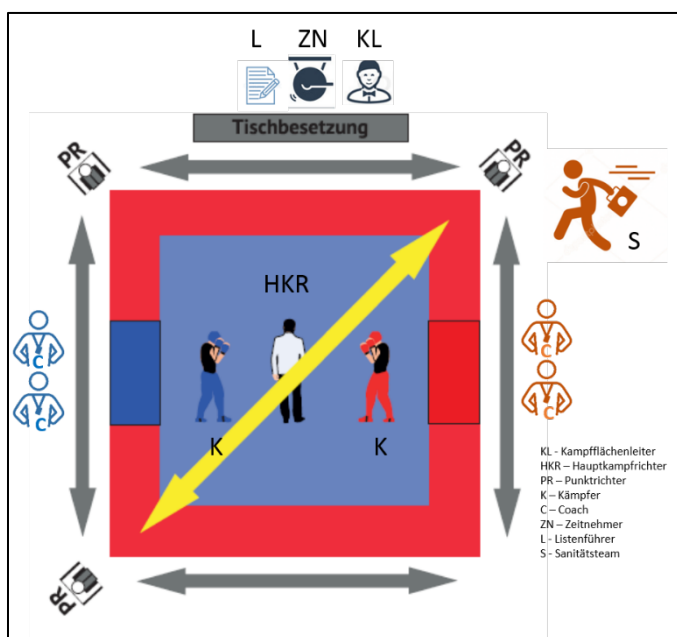 L ZN KL
Tischbesetzung
PR
PR
S
HKR
C
C
C
C
K
K
KL - Kampfflächenleiter
HKR – Hauptkampfrichter
PR – Punktrichter
K – Kämpfer
C – Coach
ZN – Zeitnehmer
L - Listenführer
S - Sanitätsteam
PR